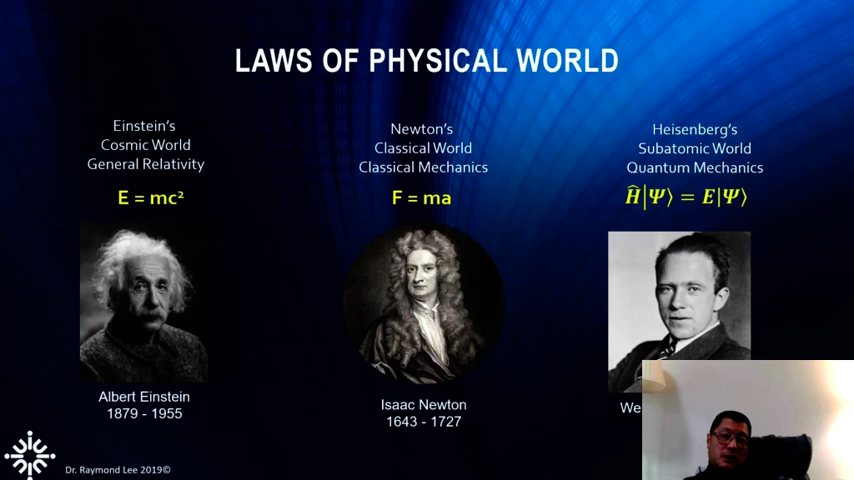 LAWS OF PHYSICAL WORLD
Einstein's
Cosmic World
General Relativity
E = mc²
Newton's
Classical World
Classical Mechanics
F = ma
Heisenberg's
Subatomic World
Quantum Mechanics
Ĥ|Ψ⟩ = E|Ψ⟩
Albert Einstein
1879 - 1955
Isaac Newton
1643 - 1727
We
Dr. Raymond Lee 2019©